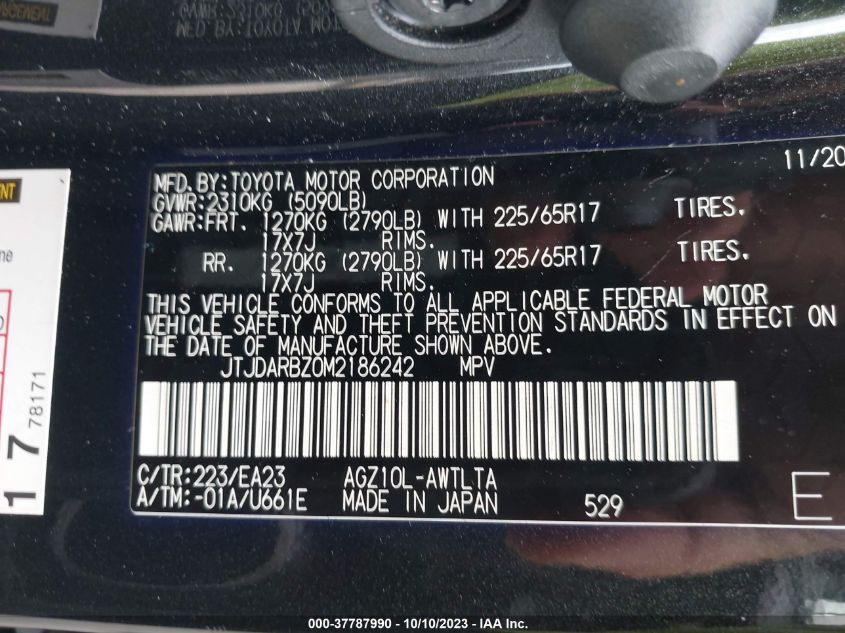 MFD. BY: TOYOTA MOTOR CORPORATION 11/20
GVWR: 2310KG (5090LB)
GAWR: FRT. 1270KG (2790LB) WITH 225/65R17 TIRES.
17X7J RIMS.
RR. 1270KG (2790LB) WITH 225/65R17 TIRES.
17X7J RIMS.
THIS VEHICLE CONFORMS TO ALL APPLICABLE FEDERAL MOTOR
VEHICLE SAFETY AND THEFT PREVENTION STANDARDS IN EFFECT ON
THE DATE OF MANUFACTURE SHOWN ABOVE.
JTJDARBZ0M2186242 MPV
C/TR: 223/EA23 AGZ10L-AWTLTA
A/TM: -01A/U661E MADE IN JAPAN 529 E
17 78171
000-37787990 - 10/10/2023 - IAA Inc.